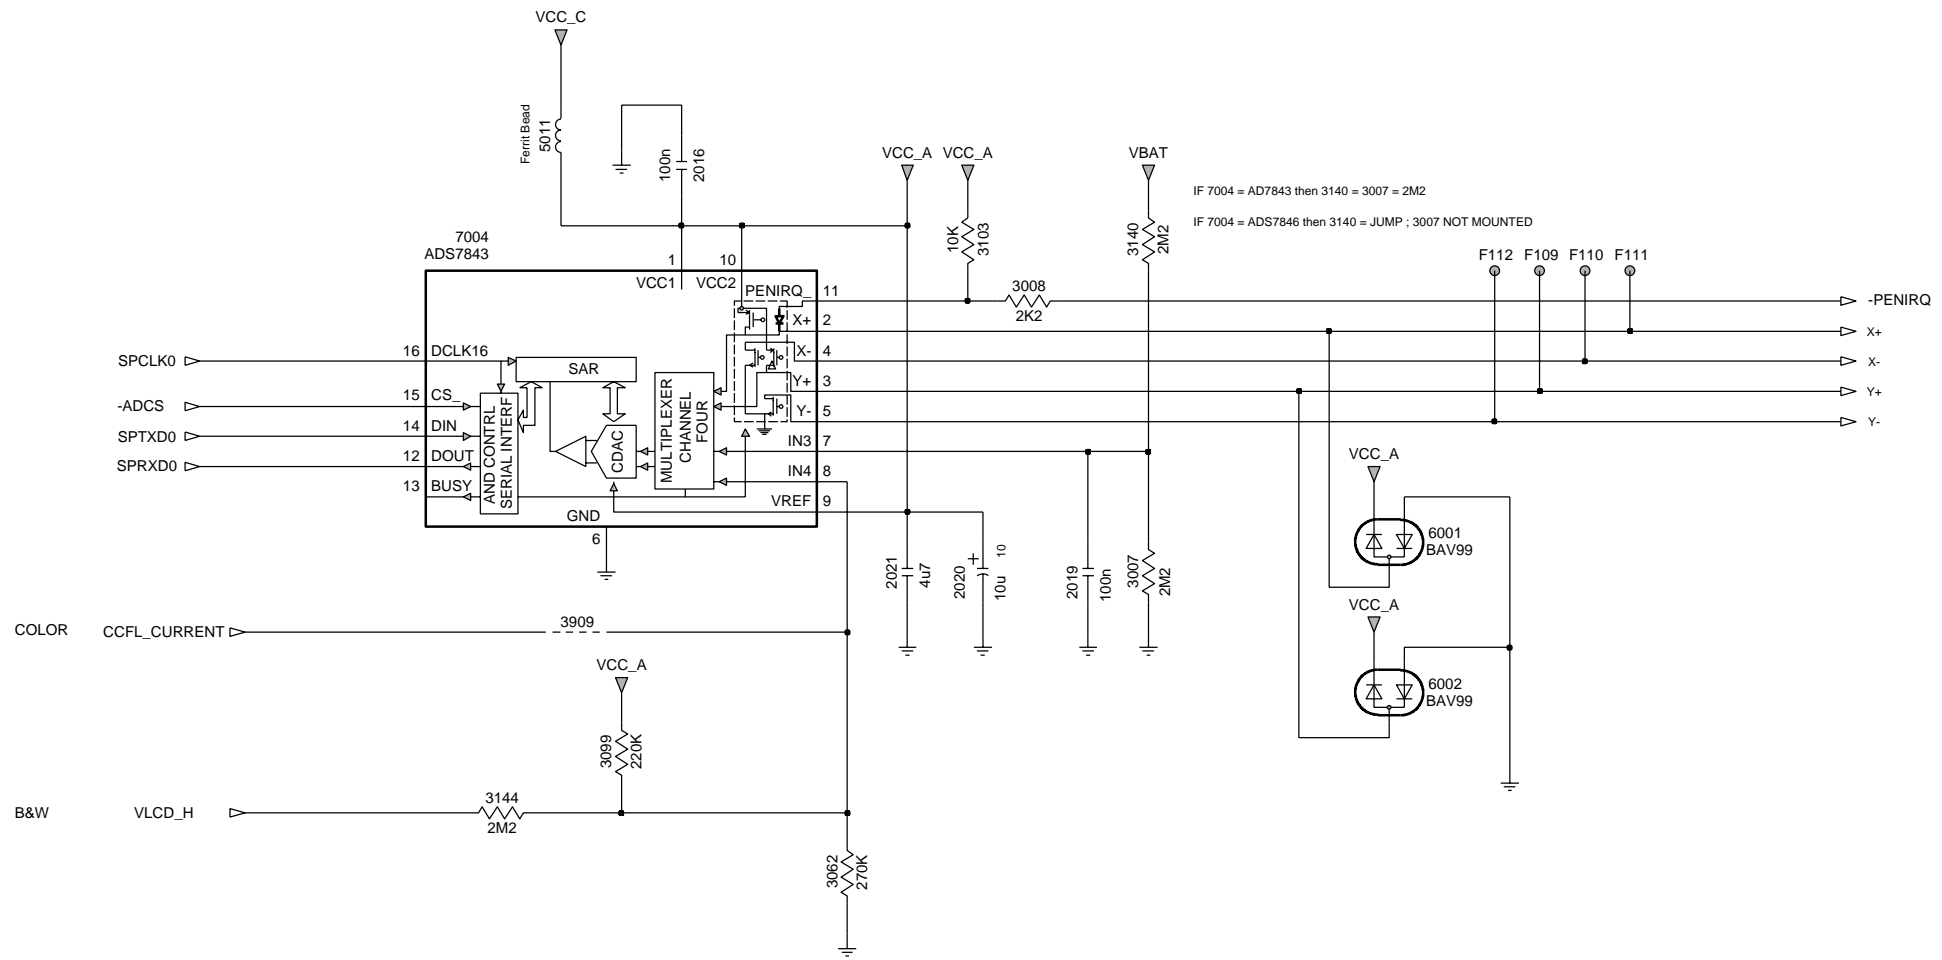 VCC_C
Ferrit Bead
5011
100n
2016
VCC_A
VCC_A
VBAT
10K
3103
3140
2M2
IF 7004 = AD7843 then 3140 = 3007 = 2M2
IF 7004 = ADS7846 then 3140 = JUMP ; 3007 NOT MOUNTED
7004
ADS7843
1
10
VCC1
VCC2
F112
F109
F110
F111
PENIRQ_
11
3008
2K2
-PENIRQ
X+
2
X+
SPCLK0
16
DCLK16
SAR
X-
4
X-
-ADCS
15
CS_
Y+
3
Y+
SPTXD0
14
DIN
Y-
5
Y-
SPRXD0
12
DOUT
IN3
7
13
BUSY
IN4
8
AND CONTRL
SERIAL INTERF
CDAC
MULTIPLEXER
CHANNEL
FOUR
VREF
9
GND
6
VCC_A
6001
BAV99
2021
4u7
2020
+
10u
10
2019
100n
3007
2M2
COLOR
CCFL_CURRENT
3909
VCC_A
VCC_A
6002
BAV99
3099
220K
B&W
VLCD_H
3144
2M2
3062
270K